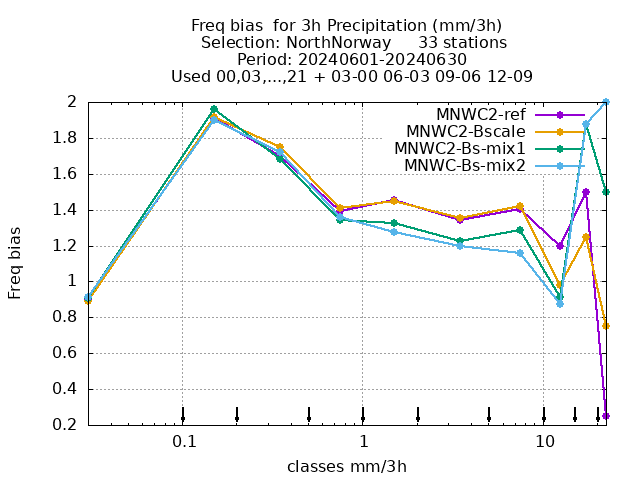 Freq bias  for 3h Precipitation (mm/3h)
Selection: NorthNorway     33 stations
Period: 20240601-20240630
Used 00,03,...,21 + 03-00 06-03 09-06 12-09
MNWC2-ref
MNWC2-Bscale
MNWC2-Bs-mix1
MNWC-Bs-mix2
2
1.8
1.6
1.4
1.2
1
0.8
0.6
0.4
0.2
Freq bias
0.1 1 10
classes mm/3h